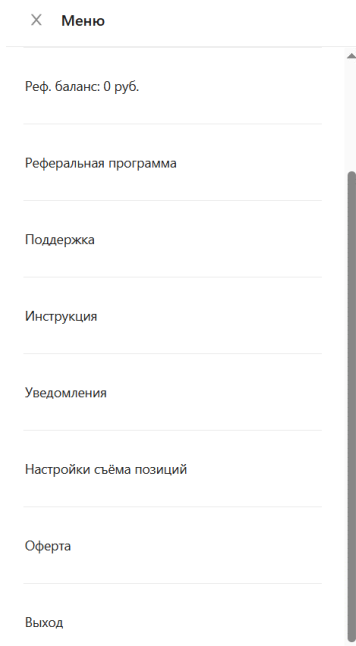 Меню
Реф. баланс: 0 руб.
Реферальная программа
Поддержка
Инструкция
Уведомления
Настройки съёма позиций
Оферта
Выход